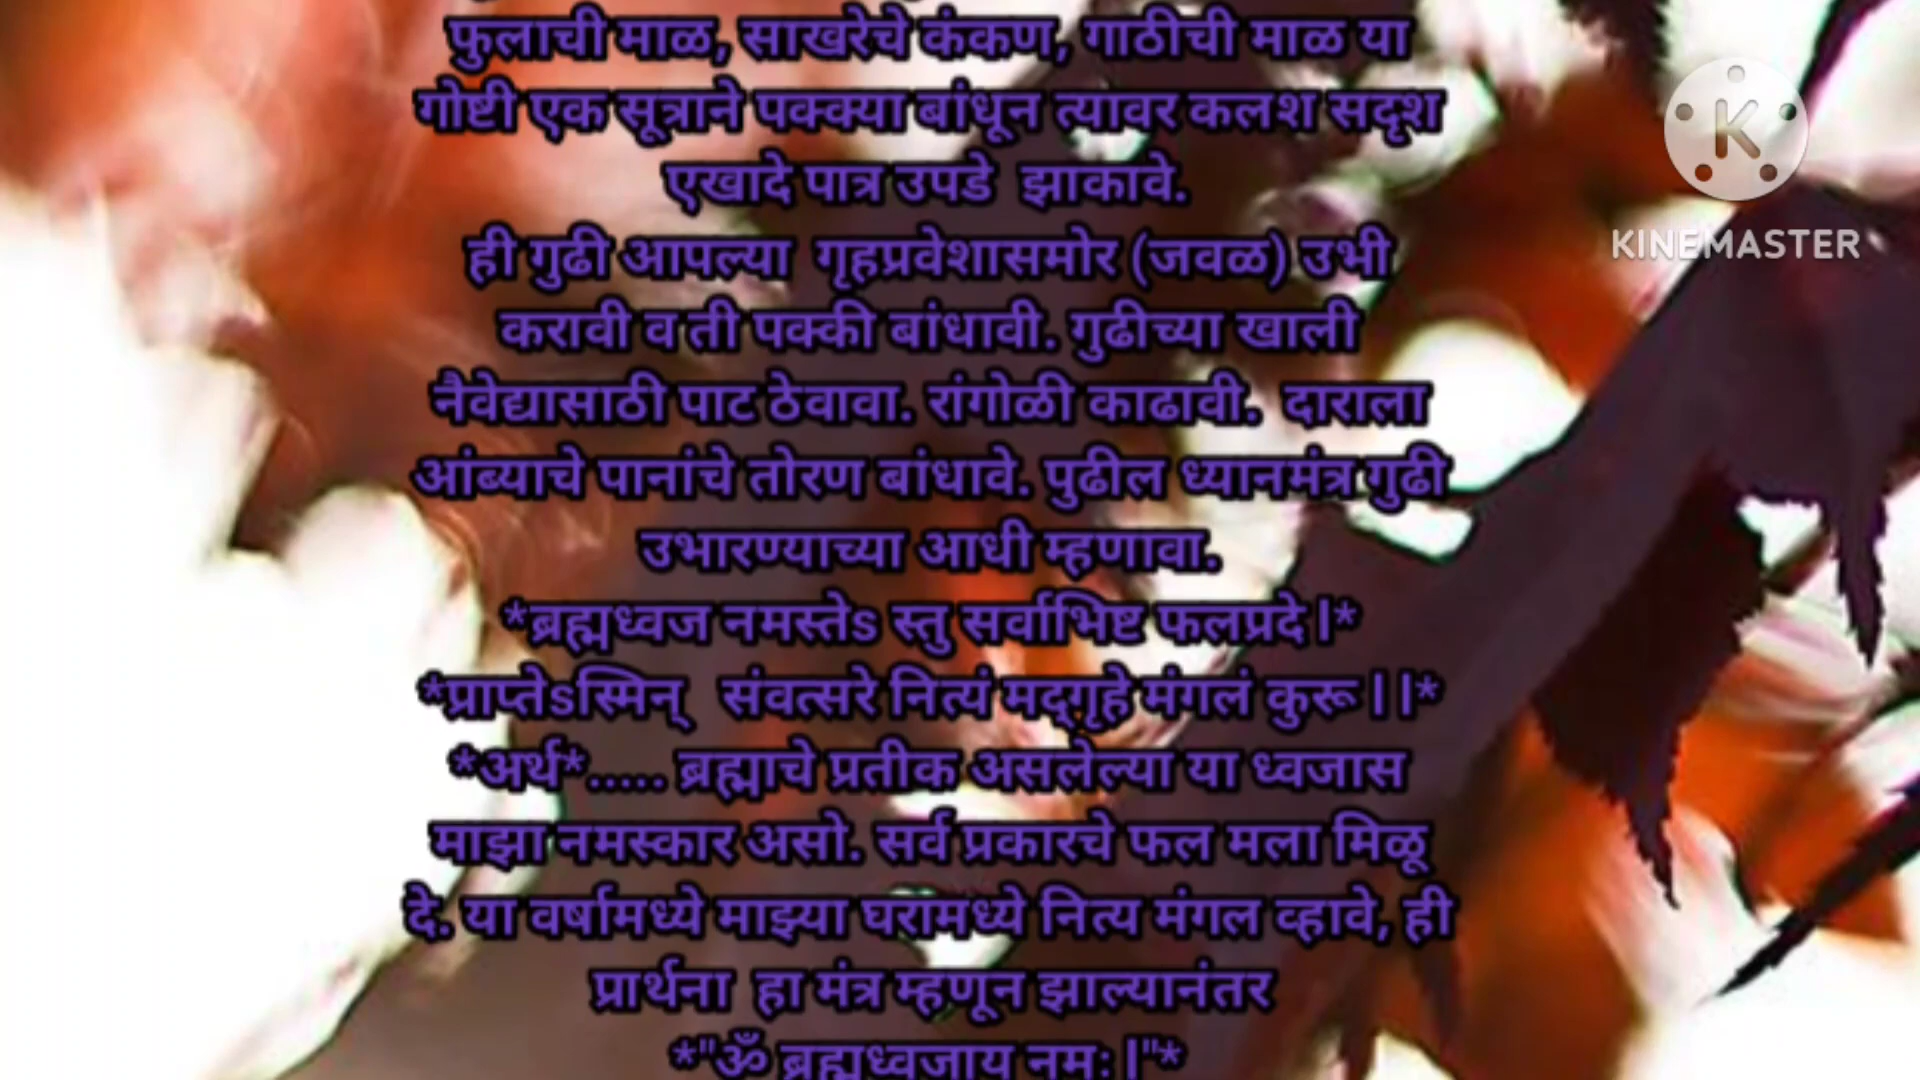 फुलाची माळ, साखरेचे कंकण, गाठीची माळ या
गोष्टी एक सूत्राने पक्क्या बांधून त्यावर कलश सदृश
एखादे पात्र उपडे झाकावे.
ही गुढी आपल्या गृहप्रवेशासमोर (जवळ) उभी
करावी व ती पक्की बांधावी. गुढीच्या खाली
नैवेद्यासाठी पाट ठेवावा. रांगोळी काढावी. दाराला
आंब्याचे पानांचे तोरण बांधावे. पुढील ध्यानमंत्र गुढी
उभारण्याच्या आधी म्हणावा.
*ब्रह्मध्वज नमस्तेs स्तु सर्वाभिष्ट फलप्रदे।*
*प्राप्तेsस्मिन् संवत्सरे नित्यं मद्‌गृहे मंगलं कुरू।।*
*अर्थ*..... ब्रह्माचे प्रतीक असलेल्या या ध्वजास
माझा नमस्कार असो. सर्व प्रकारचे फल मला मिळू
दे. या वर्षामध्ये माझ्या घरामध्ये नित्य मंगल व्हावे, ही
प्रार्थना हा मंत्र म्हणून झाल्यानंतर
*"ॐ ब्रह्मध्वजाय नमः।"*
K
KINEMASTER